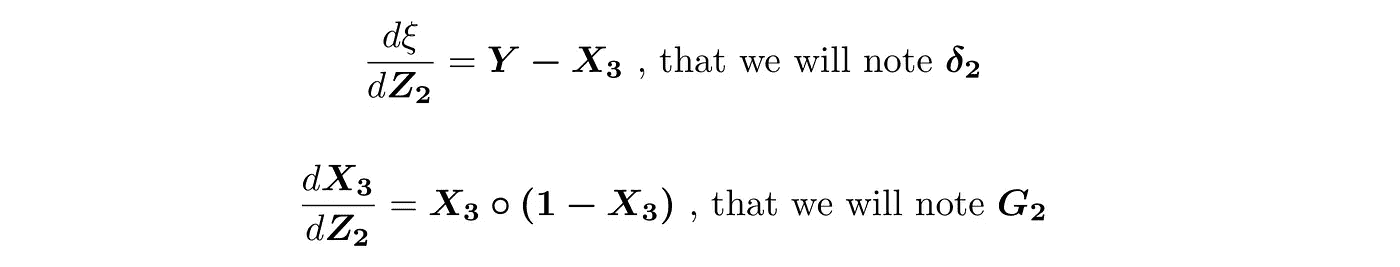 dξ/dZ₂ = Y − X₃ , that we will note δ₂
dX₃/dZ₂ = X₃ ∘ (1 − X₃) , that we will note G₂